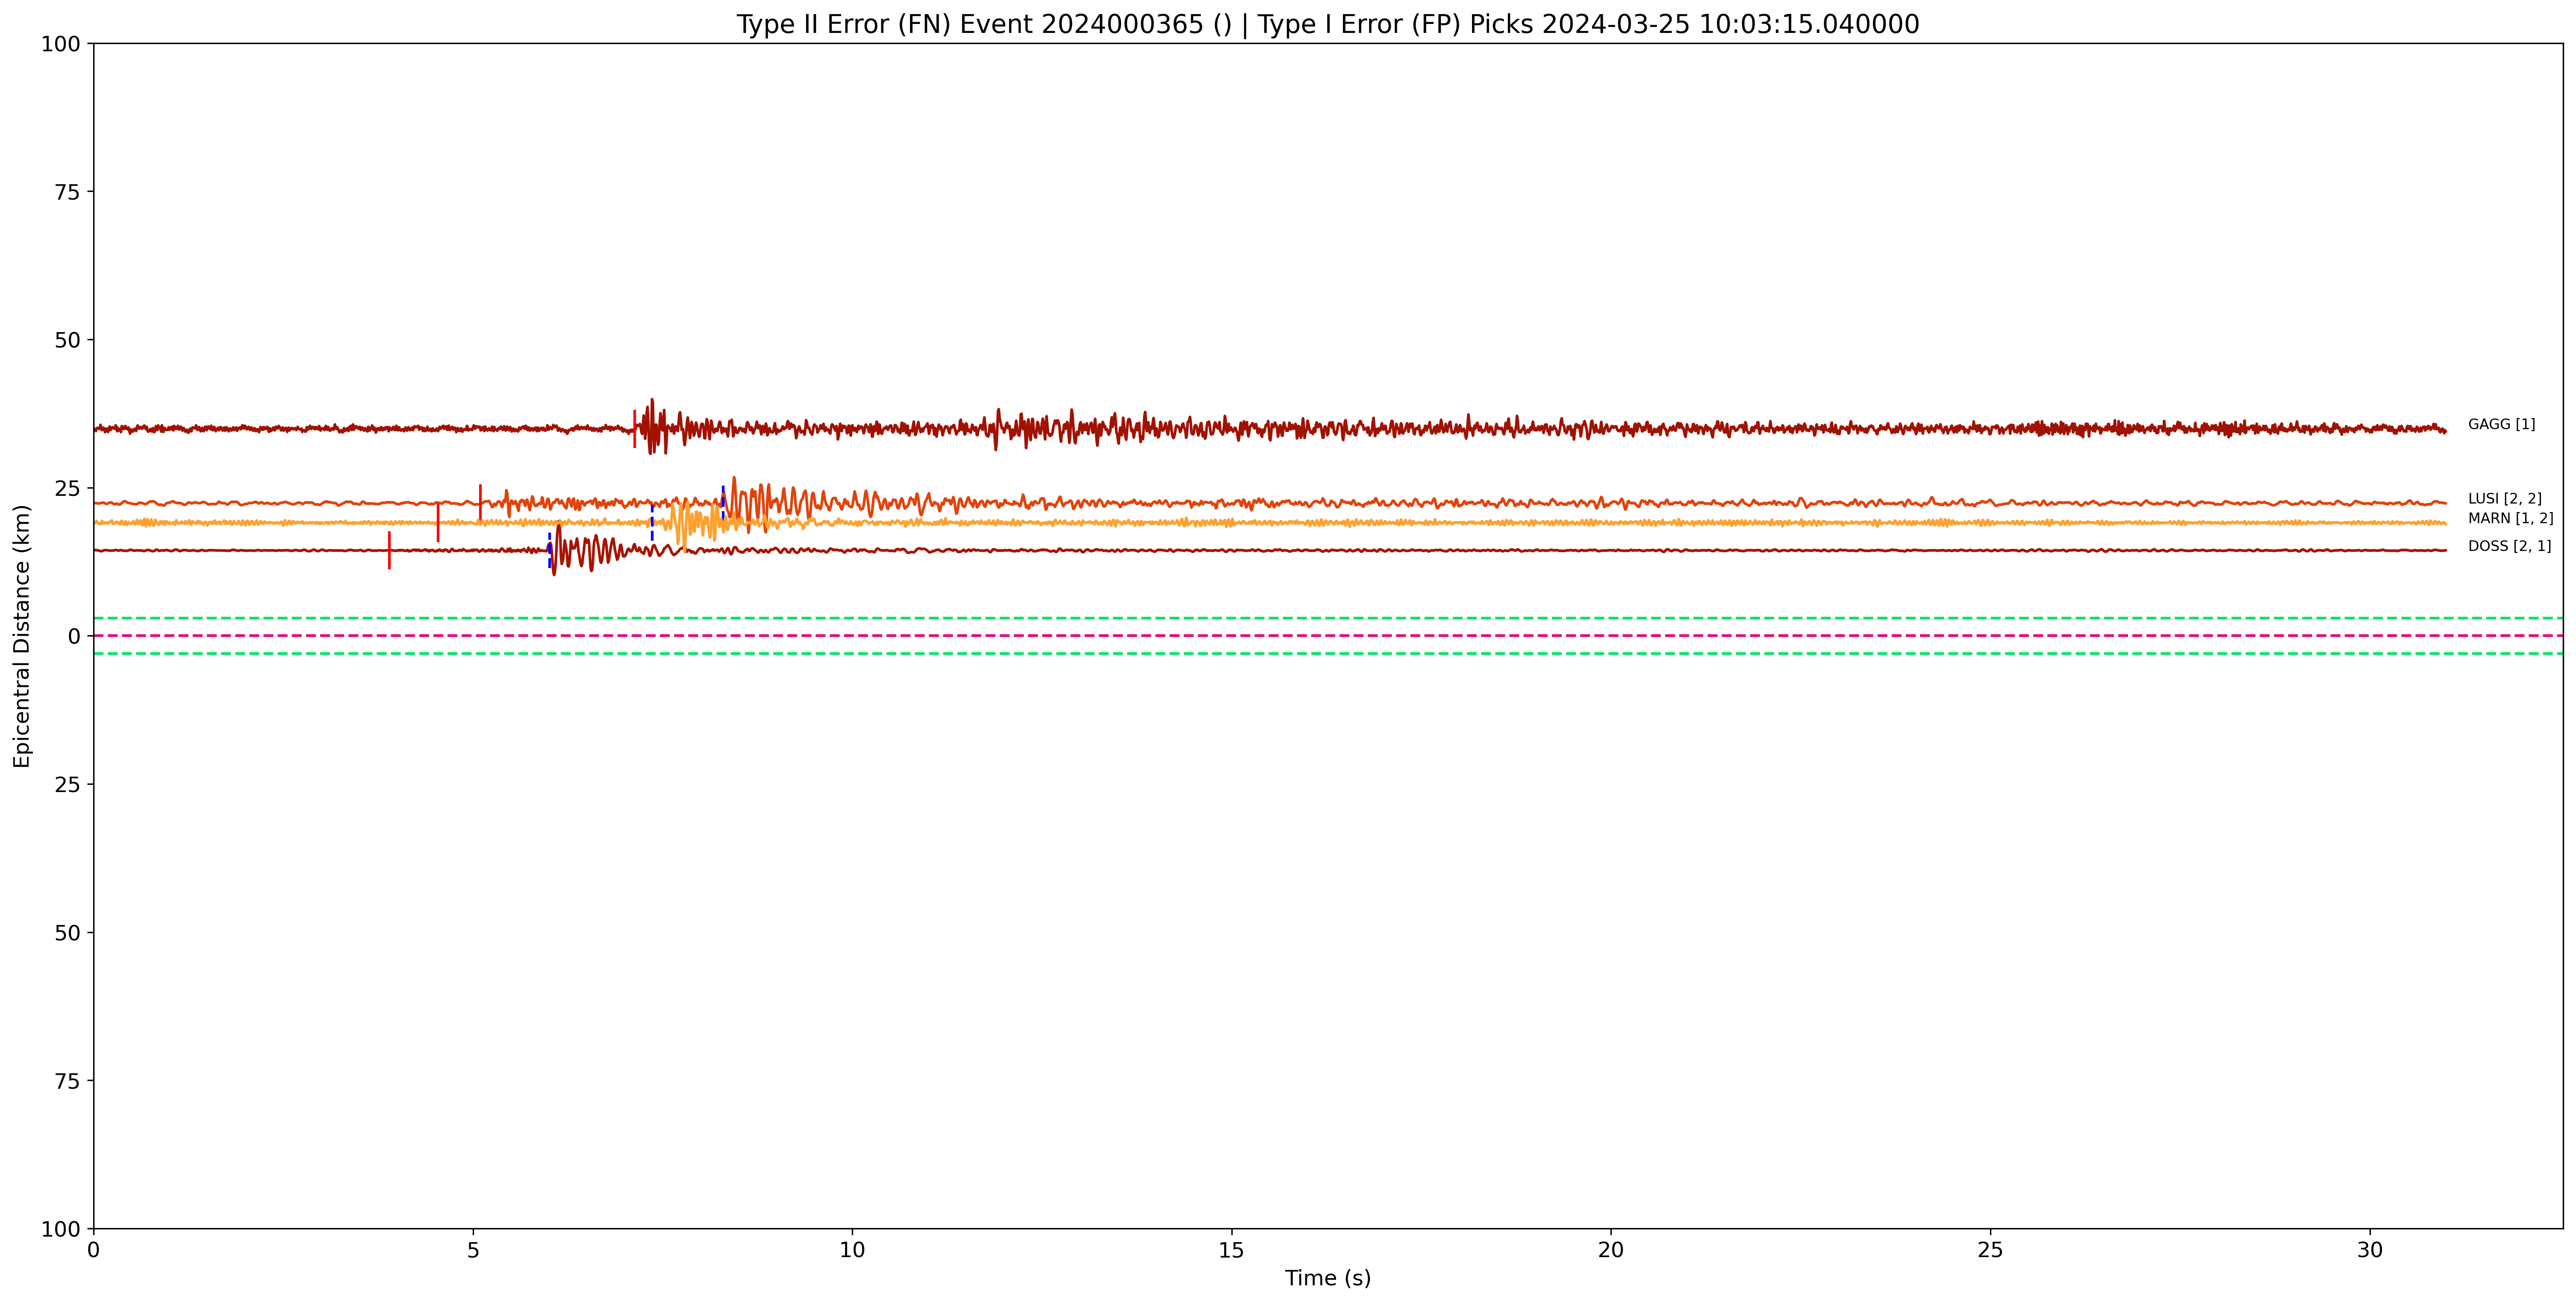 Type II Error (FN) Event 2024000365 () | Type I Error (FP) Picks 2024-03-25 10:03:15.040000
100
75
50
25
0
25
50
75
100
Epicentral Distance (km)
GAGG [1]
LUSI [2, 2]
MARN [1, 2]
DOSS [2, 1]
0 5 10 15 20 25 30
Time (s)